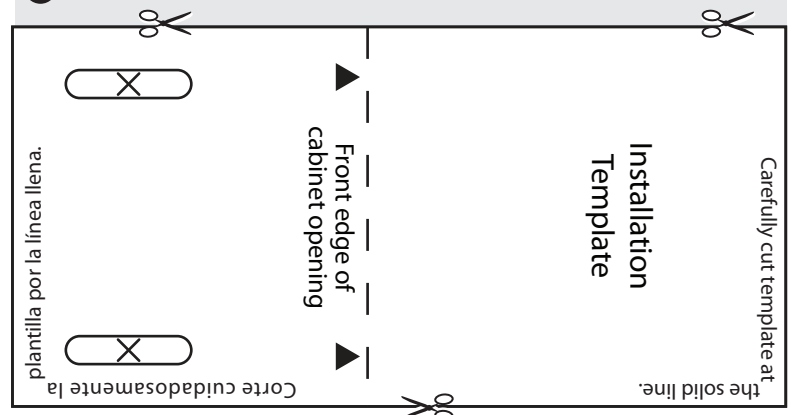 Installation
Template
Carefully cut template at
the solid line.
Front edge of
cabinet opening
Corte cuidadosamente la
plantilla por la línea llena.